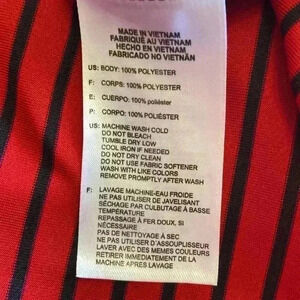 MADE IN VIETNAM
FABRIQUÉ AU VIETNAM
HECHO EN VIETNAM
FABRICADO NO VIETNÃN
US: BODY: 100% POLYESTER
F: CORPS: 100% POLYESTER
E: CUERPO: 100% poliéster
P: CORPO: 100% POLIÉSTER
US: MACHINE WASH COLD
DO NOT BLEACH
TUMBLE DRY LOW
COOL IRON IF NEEDED
DO NOT DRY CLEAN
DO NOT USE FABRIC SOFTENER
WASH WITH LIKE COLORS
REMOVE PROMPTLY AFTER WASH
F: LAVAGE MACHINE-EAU FROIDE
NE PAS UTILISER DE JAVELISANT
SÉCHAGE PAR CULBUTAGE À BASSE
TEMPÉRATURE
REPASSAGE À FER DOUX, SI
NÉCESSAIRE
PAS DE NETTOYAGE À SEC
NE PAS UTILISER D'ASSOUPLISSEUR
LAVER AVEC DES MEMES COULEURS
RETIRER IMMÉDIATEMENT DE LA
MACHINE APRÈS LAVAGE